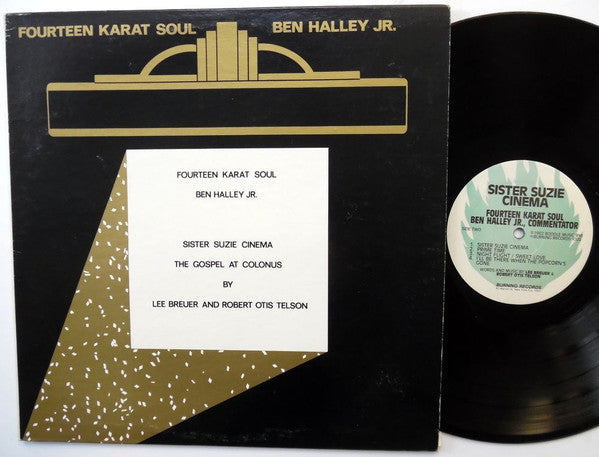 FOURTEEN KARAT SOUL BEN HALLEY JR.
FOURTEEN KARAT SOUL
BEN HALLEY JR.
SISTER SUZIE CINEMA
THE GOSPEL AT COLONUS
BY
LEE BREUER AND ROBERT OTIS TELSON
SISTER SUZIE
CINEMA
FOURTEEN KARAT SOUL
BEN HALLEY JR., COMMENTATOR
SIDE TWO
SISTER SUZIE CINEMA
PRIME TIME
NIGHT FLIGHT / SWEET LOVE
I'LL BE THERE WHEN THE POPCORN'S
GONE
WORDS AND MUSIC BY LEE BREUER &
ROBERT OTIS TELSON
BURNING RECORDS